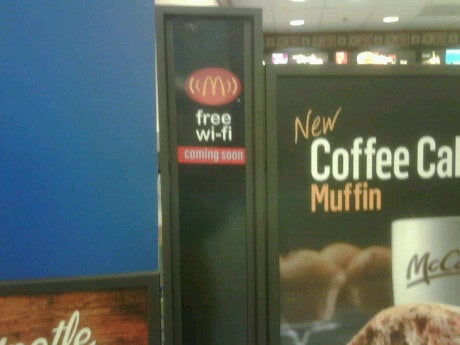 free
wi-fi
coming soon
New
Coffee Ca
Muffin
McC